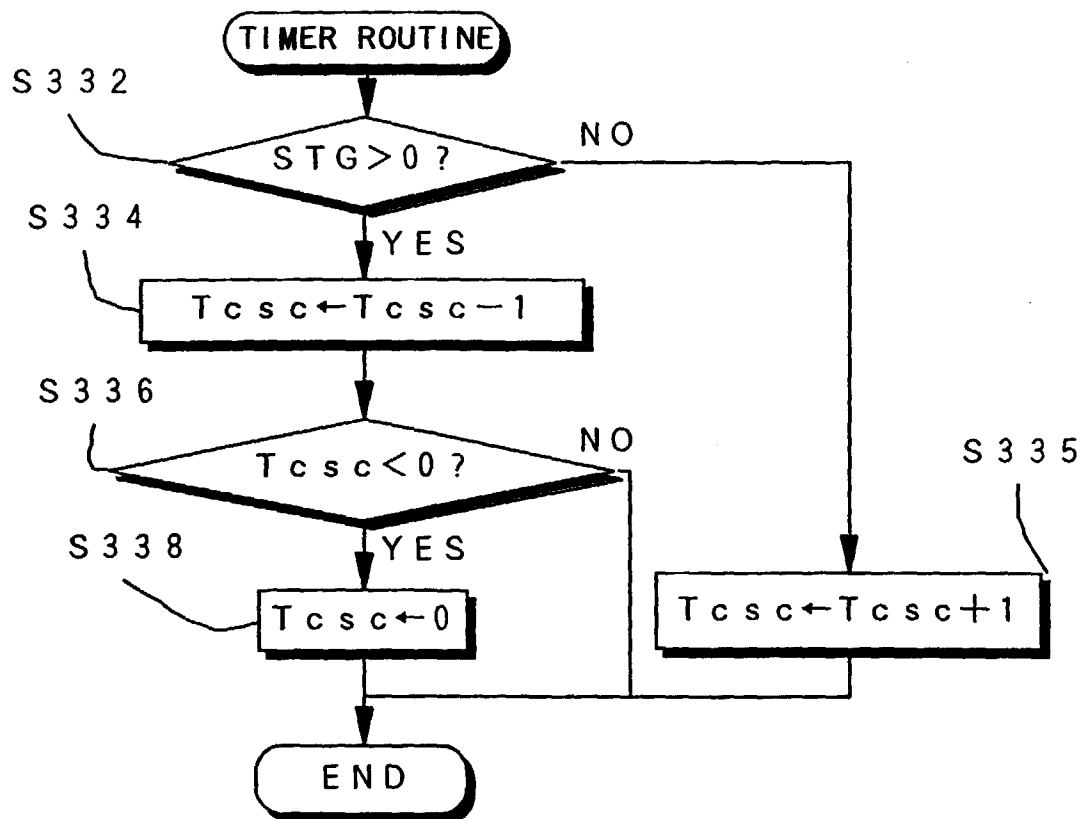 TIMER ROUTINE
S332
STG>0?
NO
S334
YES
Tcsc←Tcsc−1
S336
Tcsc<0?
NO
S335
S338
YES
Tcsc←0
Tcsc←Tcsc+1
END